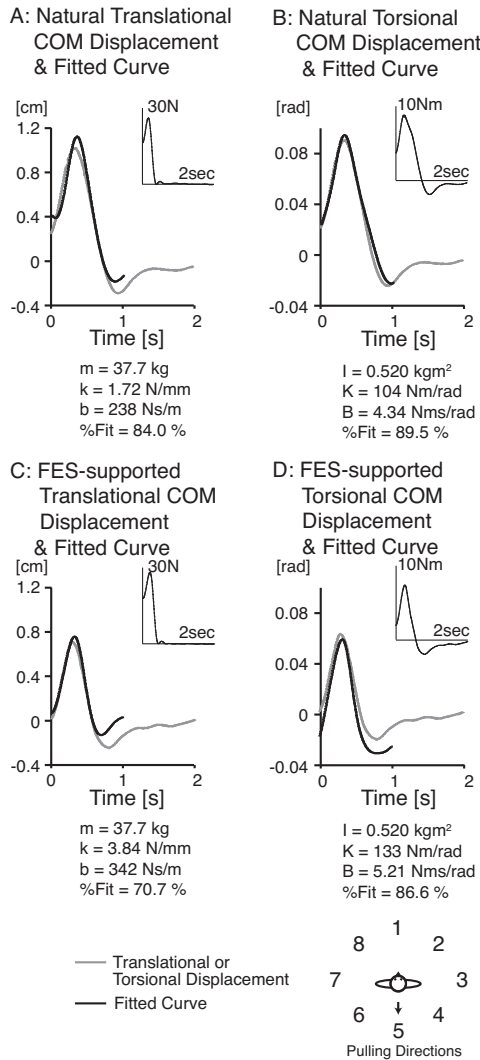 A: Natural Translational
COM Displacement
& Fitted Curve
[cm]
30N
2sec
1.2
0.8
0.4
0
-0.4
0
1
2
Time [s]
m = 37.7 kg
k = 1.72 N/mm
b = 238 Ns/m
%Fit = 84.0 %
B: Natural Torsional
COM Displacement
& Fitted Curve
[rad]
10Nm
2sec
0.08
0.04
0
-0.04
0
1
2
Time [s]
I = 0.520 kgm²
K = 104 Nm/rad
B = 4.34 Nms/rad
%Fit = 89.5 %
C: FES-supported
Translational COM
Displacement
& Fitted Curve
[cm]
30N
2sec
1.2
0.8
0.4
0
-0.4
0
1
2
Time [s]
m = 37.7 kg
k = 3.84 N/mm
b = 342 Ns/m
%Fit = 70.7 %
D: FES-supported
Torsional COM
Displacement
& Fitted Curve
[rad]
10Nm
2sec
0.08
0.04
0
-0.04
0
1
2
Time [s]
I = 0.520 kgm²
K = 133 Nm/rad
B = 5.21 Nms/rad
%Fit = 86.6 %
Translational or
Torsional Displacement
Fitted Curve
1
8 2
7 3
6 4
5
Pulling Directions